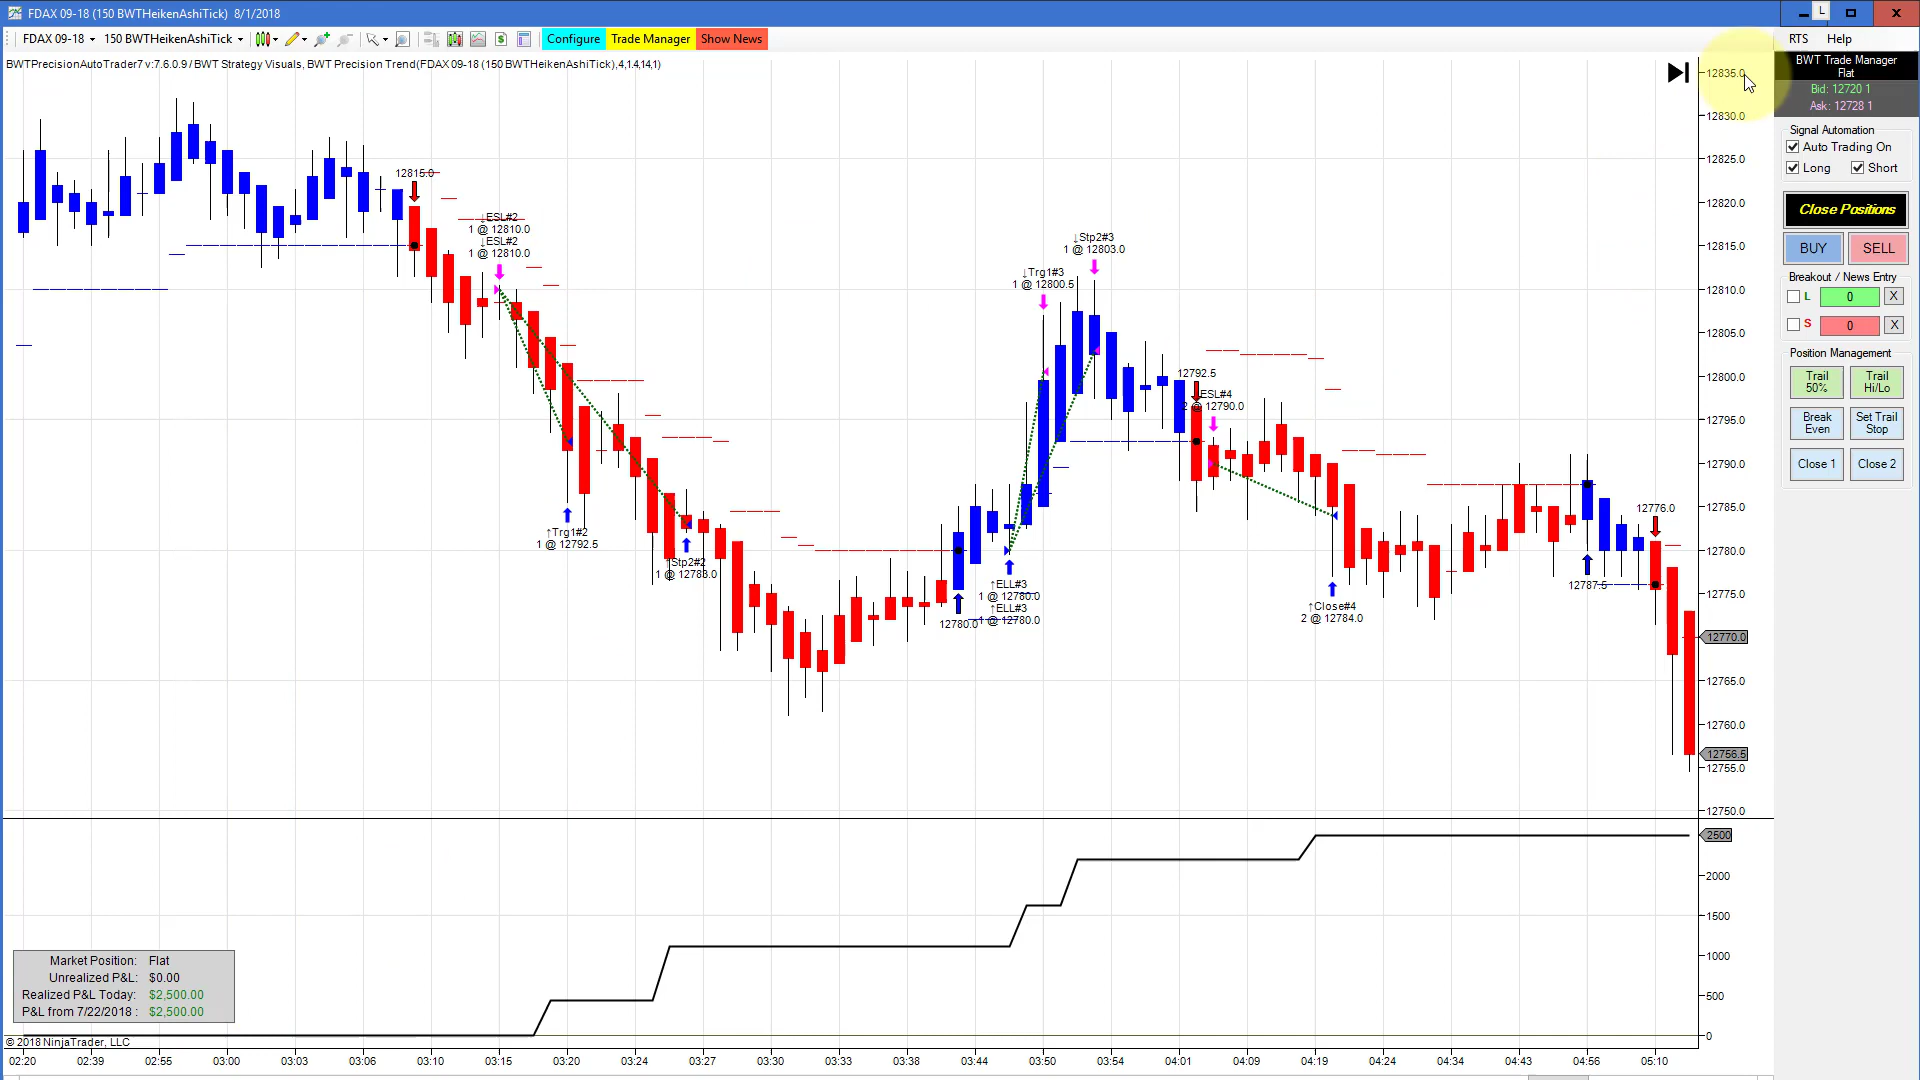 FDAX 09-18 (150 BWTHeikenAshiTick) 8/1/2018
L
FDAX 09-18 150 BWTHeikenAshiTick Configure Trade Manager Show News
RTS Help
BWTPrecisionAutoTrader7 v:7.6.0.9 / BWT Strategy Visuals, BWT Precision Trend(FDAX 09-18 (150 BWTHeikenAshiTick),4,1.4,14,1)
BWT Trade Manager
Flat
Bid: 12720 1
Ask: 12728 1
Signal Automation
Auto Trading On
Long Short
Close Positions
BUY SELL
Breakout / News Entry
L 0 X
S 0 X
Position Management
Trail 50%
Trail Hi/Lo
Break Even
Set Trail Stop
Close 1 Close 2
12835.0
12830.0
12825.0
12820.0
12815.0
12810.0
12805.0
12800.0
12795.0
12790.0
12785.0
12780.0
12775.0
12770.0
12765.0
12760.0
12756.5
12755.0
12750.0
12815.0
↓ESL#2
1 @ 12810.0
↓ESL#2
1 @ 12810.0
↑Trg1#2
1 @ 12792.5
↑Stp2#2
1 @ 12783.0
12780.0
↑ELL#3
1 @ 12780.0
↑ELL#3
1 @ 12780.0
↓Trg1#3
1 @ 12800.5
↓Stp2#3
1 @ 12803.0
12792.5
ESL#4
2 @ 12790.0
↑Close#4
2 @ 12784.0
12787.5
12776.0
2500
2000
1500
1000
500
0
Market Position: Flat
Unrealized P&L: $0.00
Realized P&L Today: $2,500.00
P&L from 7/22/2018 : $2,500.00
© 2018 NinjaTrader, LLC
02:20 02:39 02:55 03:00 03:03 03:06 03:10 03:15 03:20 03:24 03:27 03:30 03:33 03:38 03:44 03:50 03:54 04:01 04:09 04:19 04:24 04:34 04:43 04:56 05:10